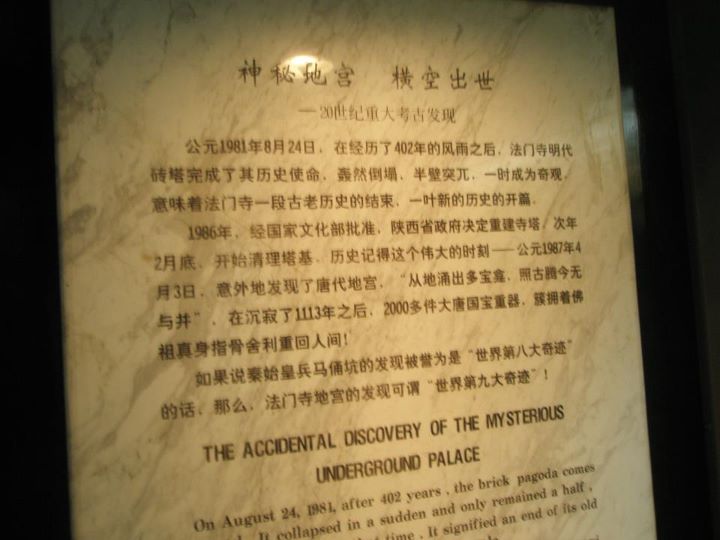 神秘地宫 横空出世
—20世纪重大考古发现
公元1981年8月24日，在经历了402年的风雨之后，法门寺明代
砖塔完成了其历史使命，轰然倒塌，半壁突兀，一时成为奇观，
意味着法门寺一段古老历史的结束，一叶新的历史的开篇。
1986年，经国家文化部批准，陕西省政府决定重建寺塔。次年
2月底，开始清理塔基，历史记得这个伟大的时刻——公元1987年4
月3日，意外地发现了唐代地宫，“从地涌出多宝龛，照古腾今无
与并”，在沉寂了1113年之后，2000多件大唐国宝重器，簇拥着佛
祖真身指骨舍利重回人间！
如果说秦始皇兵马俑坑的发现被誉为是“世界第八大奇迹”
的话，那么，法门寺地宫的发现可谓“世界第九大奇迹”！
THE ACCIDENTAL DISCOVERY OF THE MYSTERIOUS
UNDERGROUND PALACE
On August 24, 1981, after 402 years , the brick pagoda comes
It collapsed in a sudden and only remained a half ,
time . It signified an end of its old